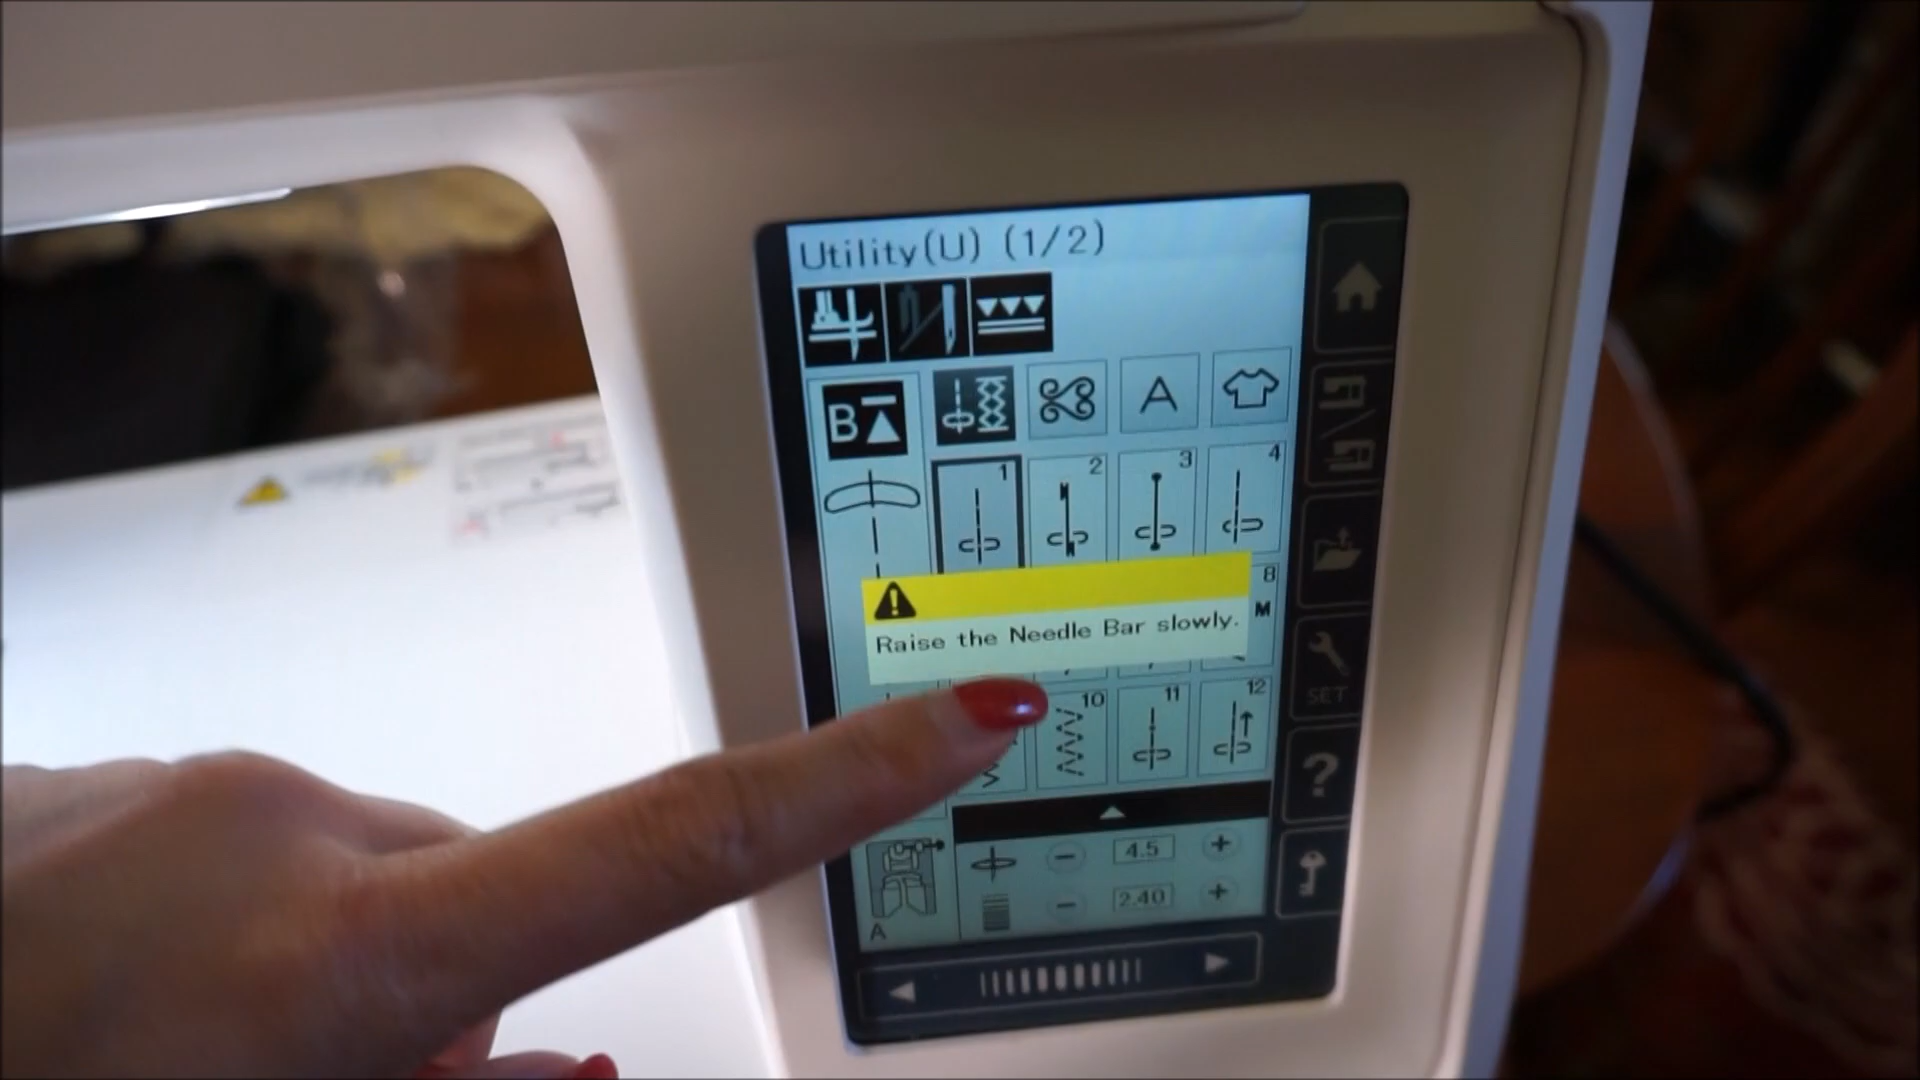 Utility(U) (1/2)
B
A
1
2
3
4
8
M
Raise the Needle Bar slowly.
10
11
12
SET
?
4.5
2.40
A